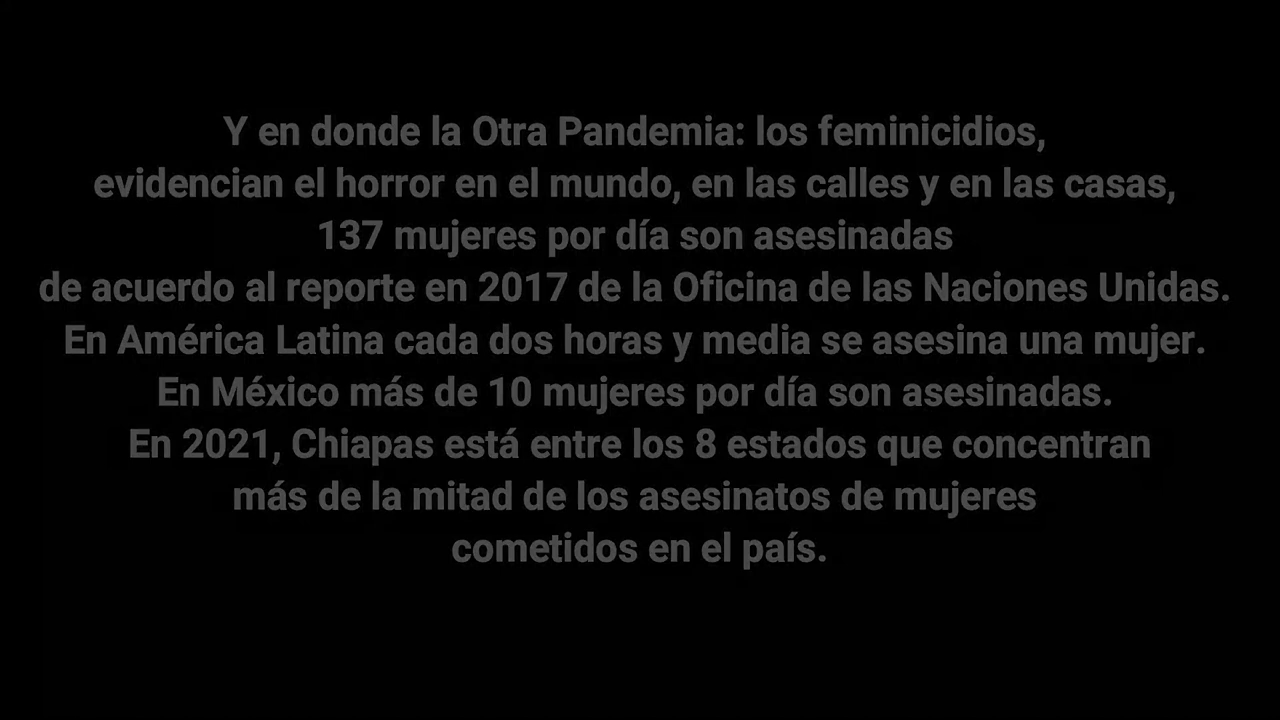 Y en donde la Otra Pandemia: los feminicidios,
evidencian el horror en el mundo, en las calles y en las casas,
137 mujeres por día son asesinadas
de acuerdo al reporte en 2017 de la Oficina de las Naciones Unidas.
En América Latina cada dos horas y media se asesina una mujer.
En México más de 10 mujeres por día son asesinadas.
En 2021, Chiapas está entre los 8 estados que concentran
más de la mitad de los asesinatos de mujeres
cometidos en el país.